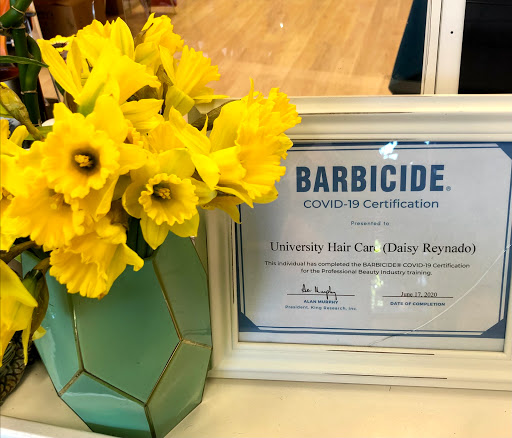 BARBICIDE®
COVID-19 Certification
Presented to
University Hair Care (Daisy Reynado)
This individual has completed the BARBICIDE® COVID-19 Certification
for the Professional Beauty Industry training.
June 17, 2020
ALAN MURPHY
DATE OF COMPLETION
President, King Research, Inc.